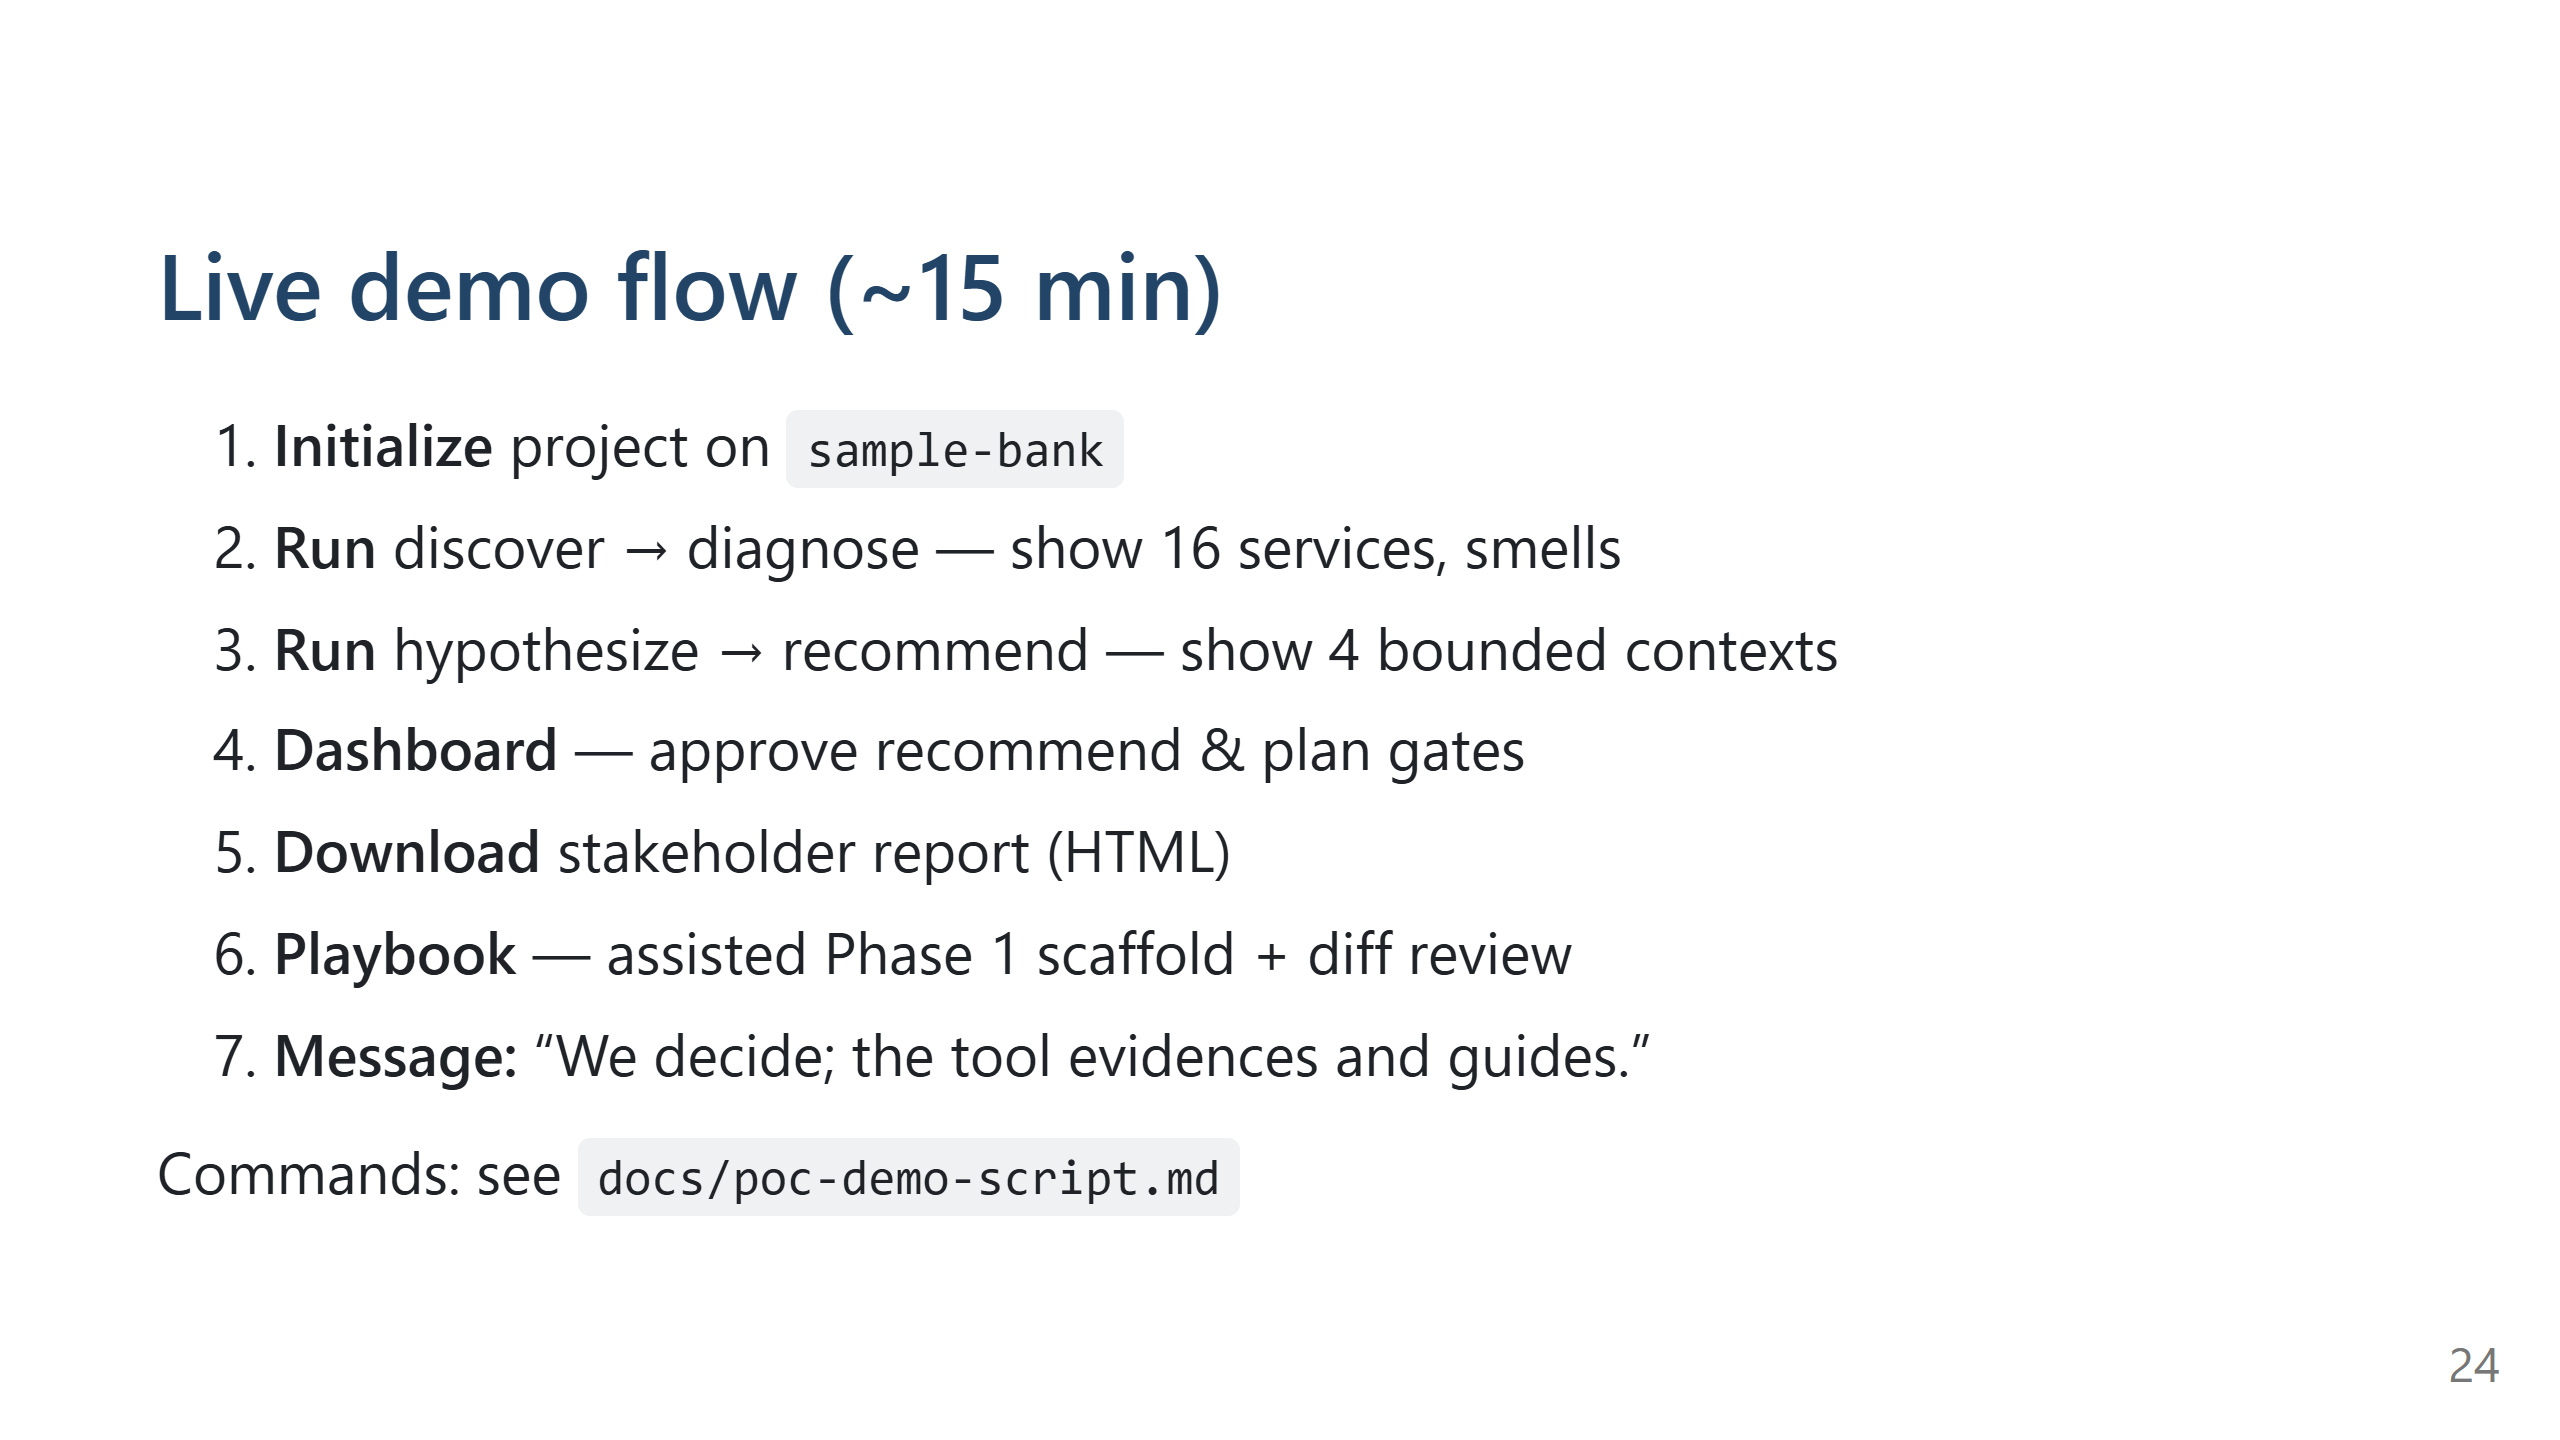 Live demo flow (~15 min)
1. Initialize project on sample-bank
2. Run discover → diagnose — show 16 services, smells
3. Run hypothesize → recommend — show 4 bounded contexts
4. Dashboard — approve recommend & plan gates
5. Download stakeholder report (HTML)
6. Playbook — assisted Phase 1 scaffold + diff review
7. Message: “We decide; the tool evidences and guides.”
Commands: see docs/poc-demo-script.md
24